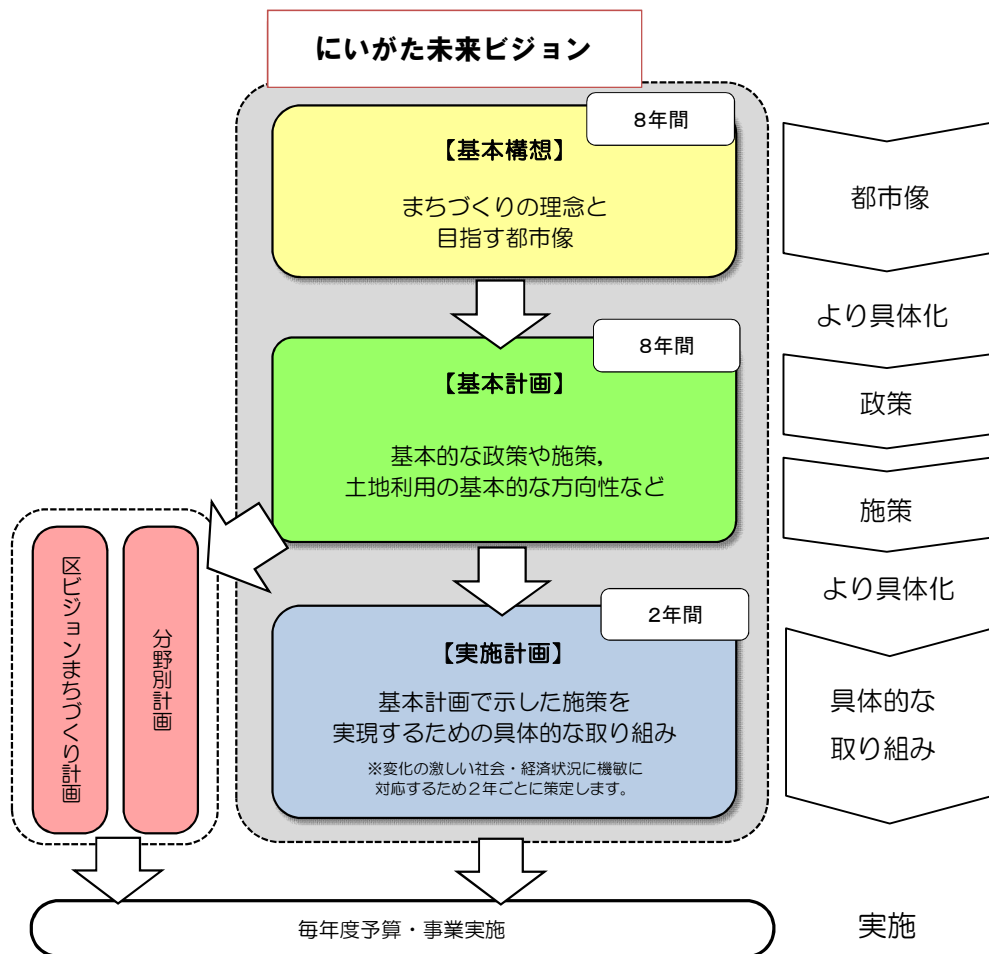 にいがた未来ビジョン
8年間
【基本構想】
まちづくりの理念と
目指す都市像
都市像
より具体化
8年間
【基本計画】
基本的な政策や施策,
土地利用の基本的な方向性など
政策
施策
より具体化
区ビジョンまちづくり計画
分野別計画
2年間
【実施計画】
基本計画で示した施策を
実現するための具体的な取り組み
※変化の激しい社会・経済状況に機敏に
対応するため２年ごとに策定します。
具体的な
取り組み
毎年度予算・事業実施
実施